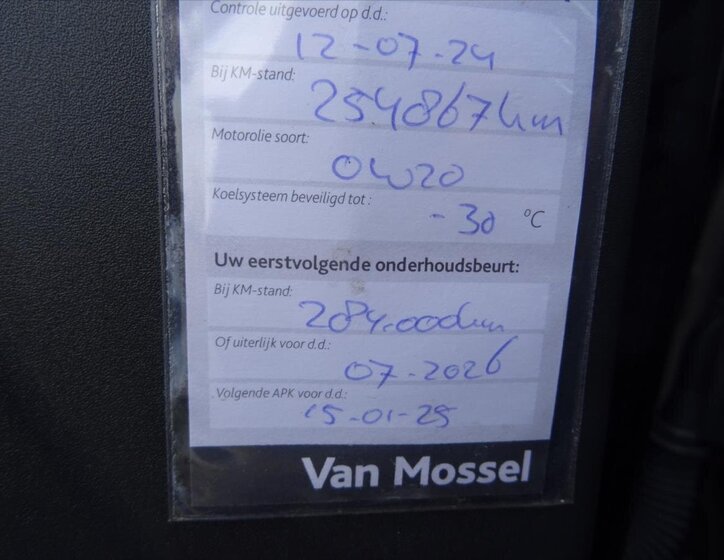 Controle uitgevoerd op d.d.:
12-07-24
Bij KM-stand:
254867km
Motorolie soort:
0W20
Koelsysteem beveiligd tot:
-30 °C
Uw eerstvolgende onderhoudsbeurt:
Bij KM-stand:
284.000km
Of uiterlijk voor d.d.:
07-2026
Volgende APK voor d.d.:
15-01-25
Van Mossel